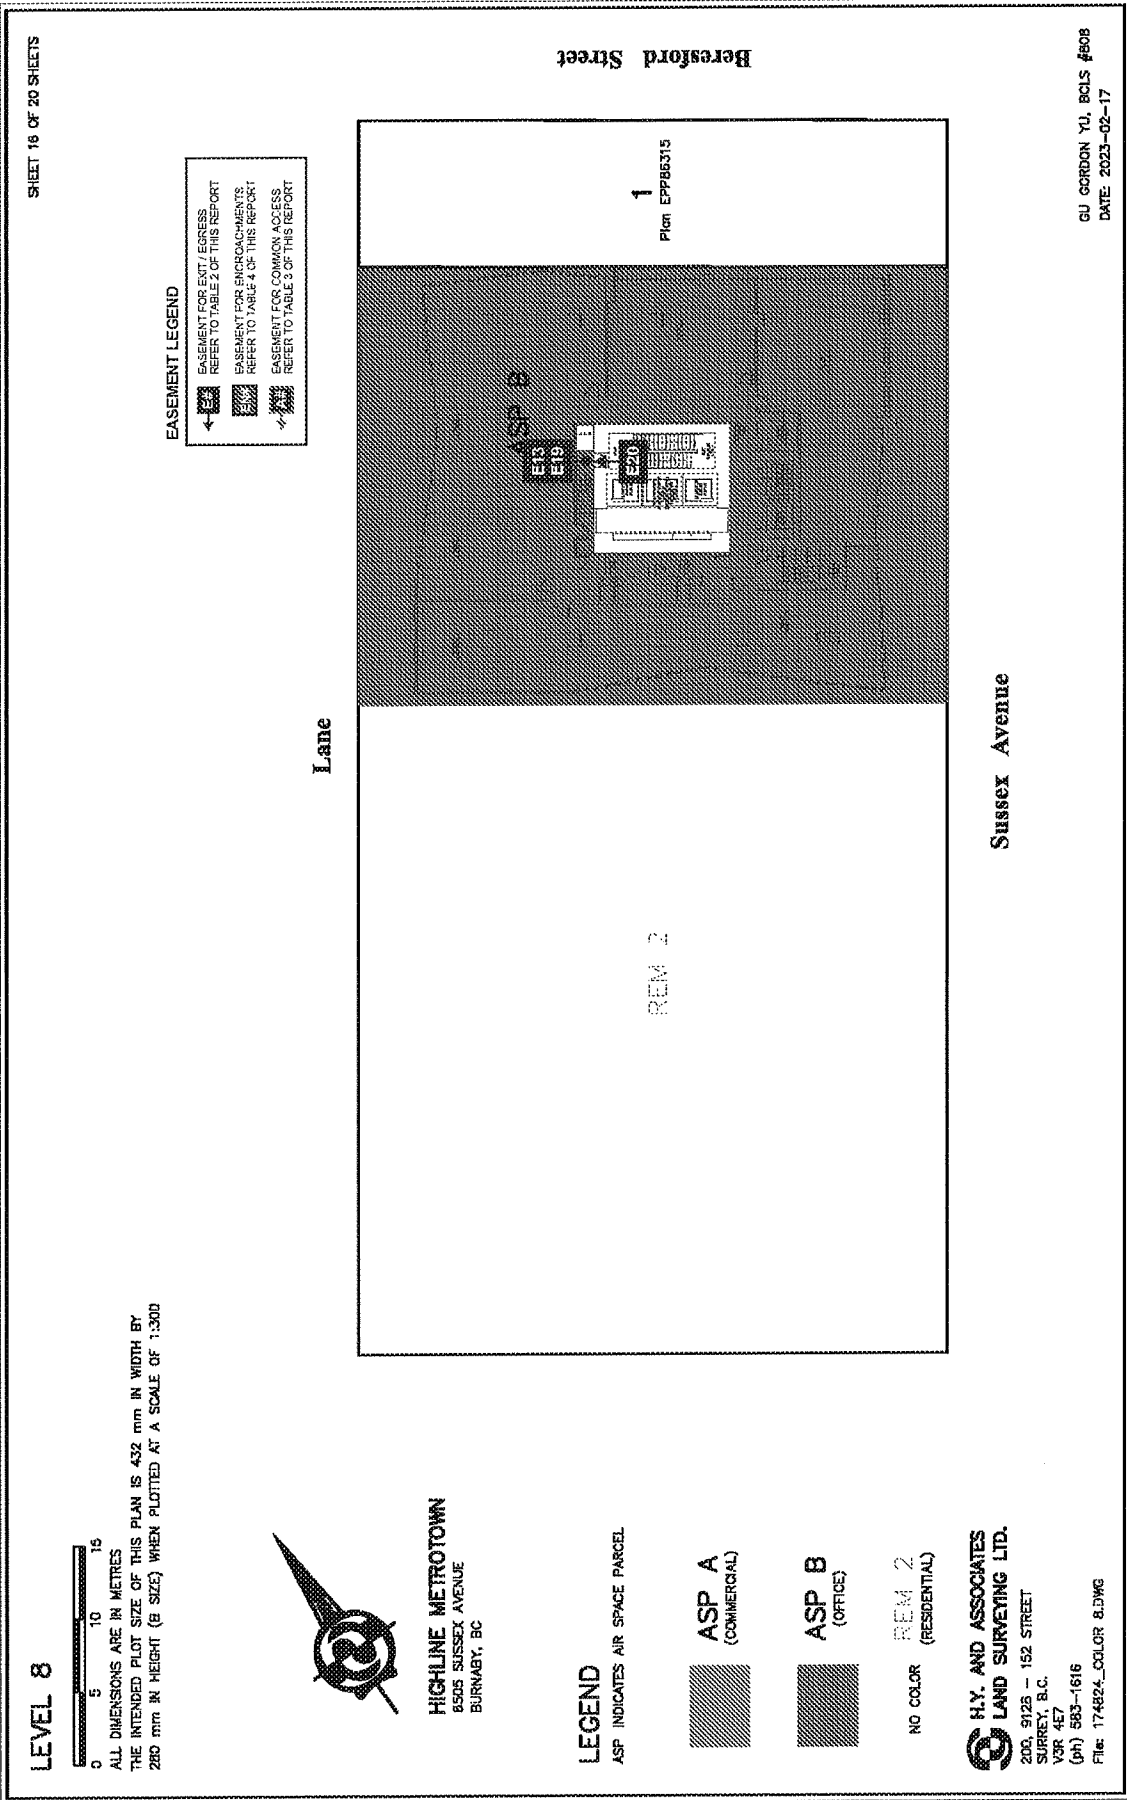 SHEET 16 OF 20 SHEETS
LEVEL 8
0 5 10 15
ALL DIMENSIONS ARE IN METRES
THE INTENDED PLOT SIZE OF THIS PLAN IS 432 mm IN WIDTH BY
280 mm IN HEIGHT (B SIZE) WHEN PLOTTED AT A SCALE OF 1:300
EASEMENT LEGEND
E# EASEMENT FOR EXIT / EGRESS
REFER TO TABLE 2 OF THIS REPORT
EASEMENT FOR ENCROACHMENTS
REFER TO TABLE 4 OF THIS REPORT
EASEMENT FOR COMMON ACCESS
REFER TO TABLE 3 OF THIS REPORT
HIGHLINE METROTOWN
6505 SUSSEX AVENUE
BURNABY, BC
Lane
ASP B
E13
E19
E20
REM 2
1
Plan EPP86315
Beresford Street
Sussex Avenue
LEGEND
ASP INDICATES AIR SPACE PARCEL
ASP A
(COMMERCIAL)
ASP B
(OFFICE)
NO COLOR REM 2
(RESIDENTIAL)
H.Y. AND ASSOCIATES
LAND SURVEYING LTD.
200, 9128 - 152 STREET
SURREY, B.C.
V3R 4E7
(ph) 583-1616
File: 174824_COLOR 8.DWG
GU GORDON YU, BCLS #808
DATE: 2023-02-17